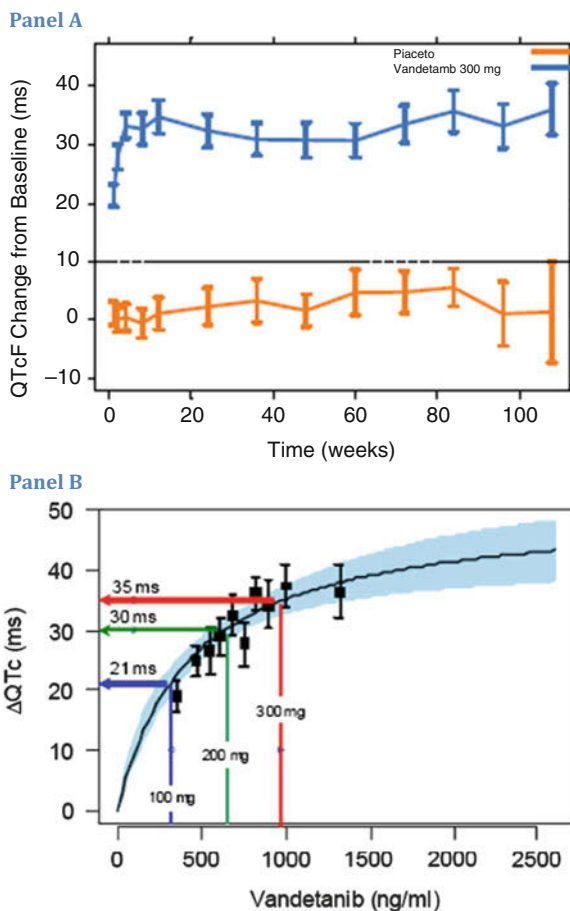 Panel A
Piaceto
Vandetamb 300 mg
QTcF Change from Baseline (ms)
40
30
20
10
0
−10
0 20 40 60 80 100
Time (weeks)
Panel B
ΔQTc (ms)
50
40
30
20
10
0
35 ms
30 ms
21 ms
300 mg
200 mg
100 mg
0 500 1000 1500 2000 2500
Vandetanib (ng/ml)